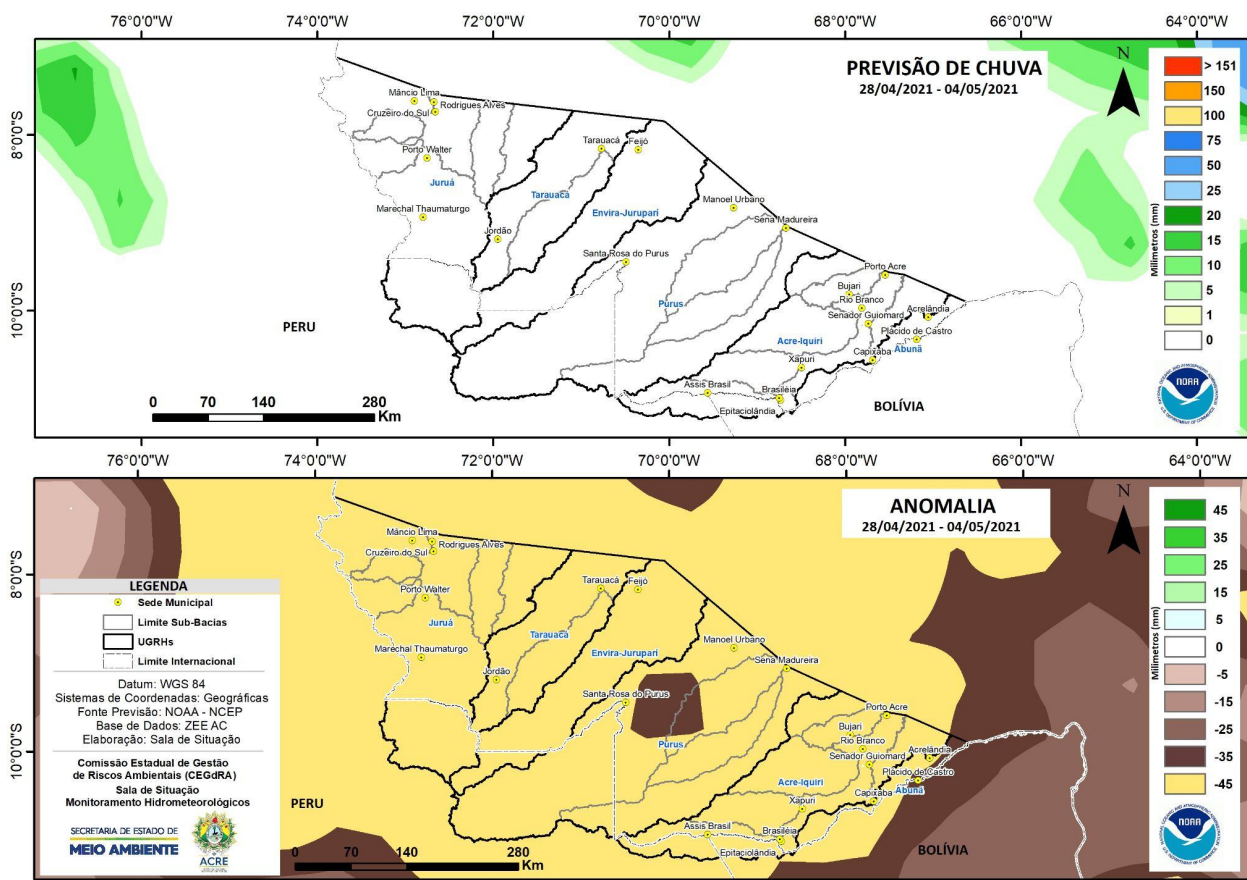 76°0'0"W 74°0'0"W 72°0'0"W 70°0'0"W 68°0'0"W 66°0'0"W 64°0'0"W
8°0'0"S
10°0'0"S
PREVISÃO DE CHUVA
28/04/2021 - 04/05/2021
N
Milímetros (mm)
> 151
150
100
75
50
25
20
15
10
5
1
0
NOAA
Mâncio Lima
Rodrigues Alves
Cruzeiro do Sul
Porto Walter
Juruá
Marechal Thaumaturgo
Tarauacá
Feijó
Tarauacá
Jordão
Envira-Jurupari
Manoel Urbano
Sena Madureira
Santa Rosa do Purus
Purus
Porto Acre
Bujari
Rio Branco
Senador Guiomard
Acrelândia
Plácido de Castro
Abunã
Acre-Iquiri
Capixaba
Xapuri
Assis Brasil
Brasiléia
Epitaciolândia
PERU
BOLÍVIA
0 70 140 280
Km
76°0'0"W 74°0'0"W 72°0'0"W 70°0'0"W 68°0'0"W 66°0'0"W 64°0'0"W
8°0'0"S
10°0'0"S
ANOMALIA
28/04/2021 - 04/05/2021
N
Milímetros (mm)
45
35
25
15
5
0
-5
-15
-25
-35
-45
NOAA
Mâncio Lima
Rodrigues Alves
Cruzeiro do Sul
Porto Walter
Juruá
Marechal Thaumaturgo
Tarauacá
Feijó
Tarauacá
Jordão
Envira-Jurupari
Manoel Urbano
Sena Madureira
Santa Rosa do Purus
Purus
Porto Acre
Bujari
Rio Branco
Senador Guiomard
Acrelândia
Plácido de Castro
Abunã
Acre-Iquiri
Capixaba
Xapuri
Assis Brasil
Brasiléia
Epitaciolândia
PERU
BOLÍVIA
0 70 140 280
Km
LEGENDA
Sede Municipal
Limite Sub-Bacias
UGRHs
Limite Internacional
Datum: WGS 84
Sistemas de Coordenadas: Geográficas
Fonte Previsão: NOAA - NCEP
Base de Dados: ZEE AC
Elaboração: Sala de Situação
Comissão Estadual de Gestão
de Riscos Ambientais (CEGdRA)
Sala de Situação
Monitoramento Hidrometeorológicos
SECRETARIA DE ESTADO DE
MEIO AMBIENTE
ACRE